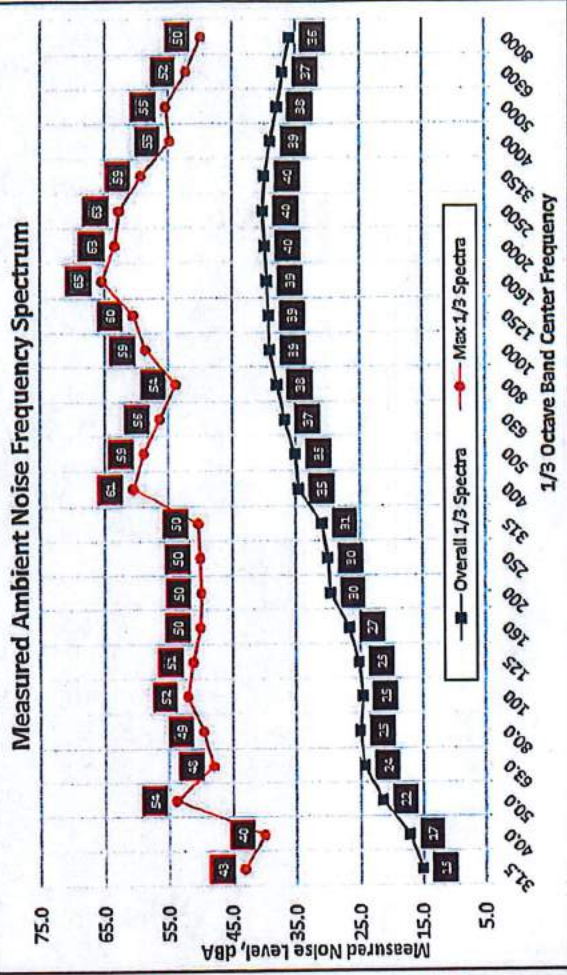 Measured Ambient Noise Frequency Spectrum
Measured Noise Level, dBA
75.0
65.0
55.0
45.0
35.0
25.0
15.0
5.0
43 40 54 48 49 52 51 50 50 50 50 61 59 56 54 59 60 65 63 63 59 55 55 52 50
15 17 22 24 25 25 25 27 30 30 31 35 35 37 38 39 39 39 40 40 40 39 38 37 36
Overall 1/3 Spectra Max 1/3 Spectra
31.5 40.0 50.0 63.0 80.0 100 125 160 200 250 315 400 500 630 800 1000 1250 1600 2000 2500 3150 4000 5000 6300 8000
1/3 Octave Band Center Frequency